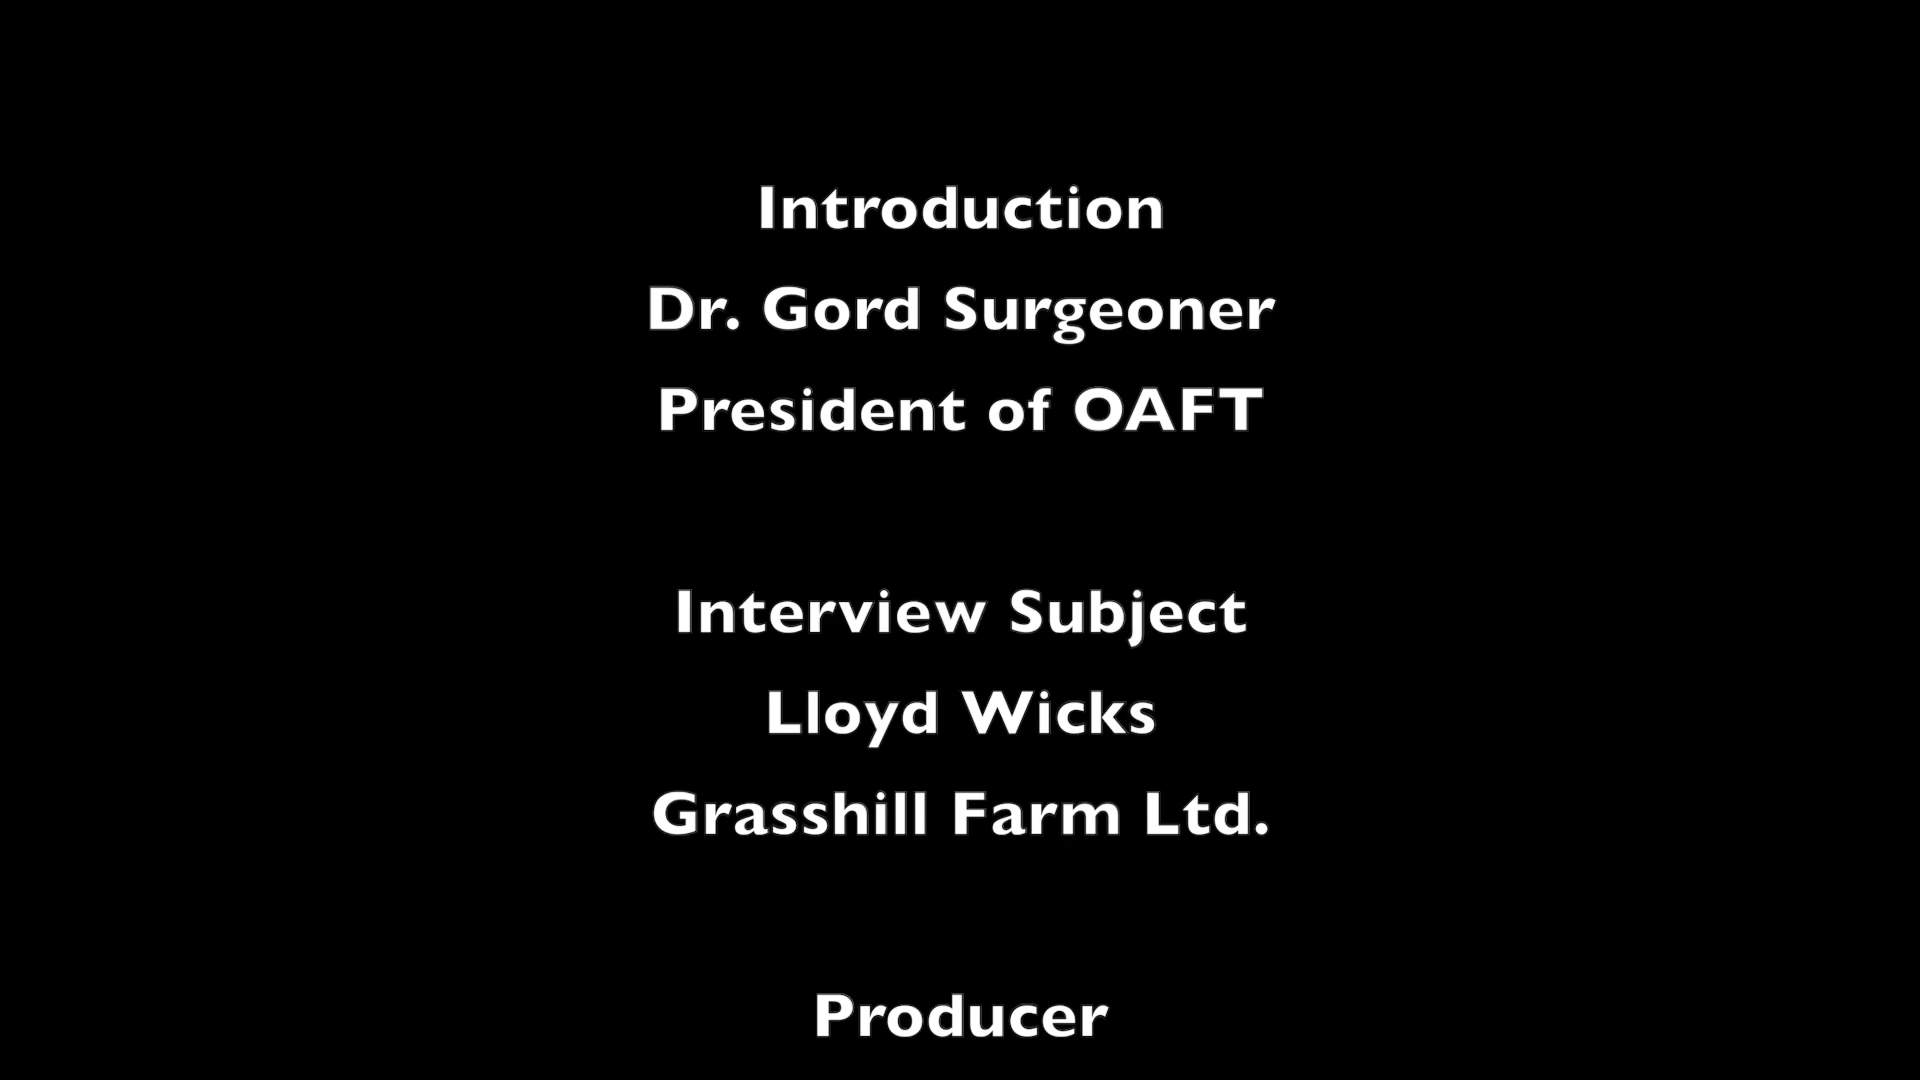 Introduction
Dr. Gord Surgeoner
President of OAFT
Interview Subject
Lloyd Wicks
Grasshill Farm Ltd.
Producer